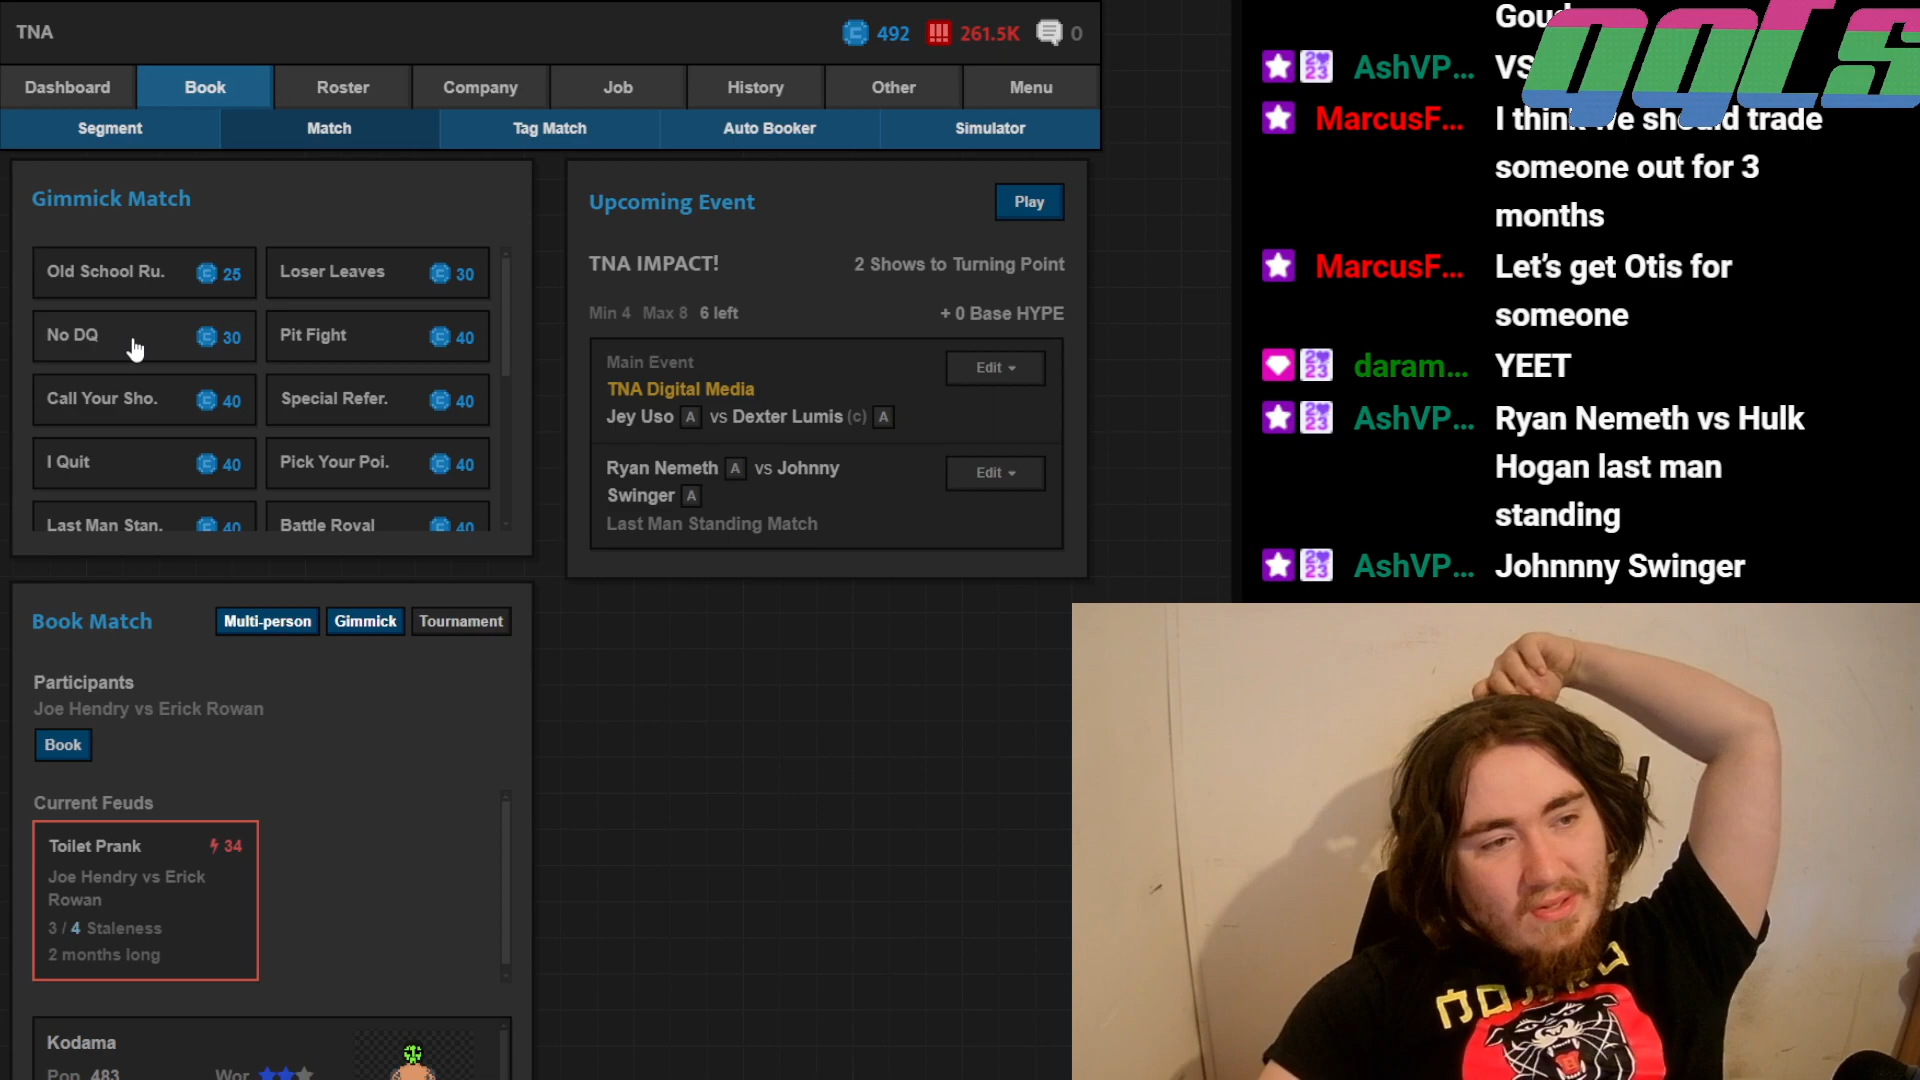 TNA
492
261.5K
0
Dashboard
Book
Roster
Company
Job
History
Other
Menu
Segment
Match
Tag Match
Auto Booker
Simulator
Gimmick Match
Old School Ru. 25
Loser Leaves 30
No DQ 30
Pit Fight 40
Call Your Sho. 40
Special Refer. 40
I Quit 40
Pick Your Poi. 40
Last Man Stan. 40
Battle Royal 40
Upcoming Event
Play
TNA IMPACT!
2 Shows to Turning Point
Min 4 Max 8 6 left
+ 0 Base HYPE
Main Event
Edit
TNA Digital Media
Jey Uso A vs Dexter Lumis (c) A
Ryan Nemeth A vs Johnny
Swinger A
Edit
Last Man Standing Match
Book Match
Multi-person
Gimmick
Tournament
Participants
Joe Hendry vs Erick Rowan
Book
Current Feuds
Toilet Prank 34
Joe Hendry vs Erick
Rowan
3 / 4 Staleness
2 months long
Kodama
Pop 483
Wor
AshVP... VS
MarcusF... I think we should trade
someone out for 3
months
MarcusF... Let's get Otis for
someone
daram... YEET
AshVP... Ryan Nemeth vs Hulk
Hogan last man
standing
AshVP... Johnnny Swinger